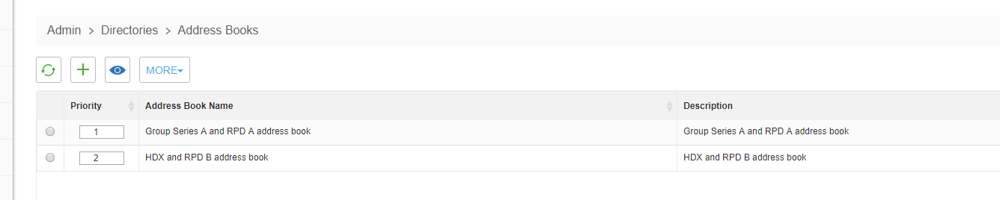 Admin > Directories > Address Books
MORE
Priority Address Book Name Description
1 Group Series A and RPD A address book Group Series A and RPD A address book
2 HDX and RPD B address book HDX and RPD B address book